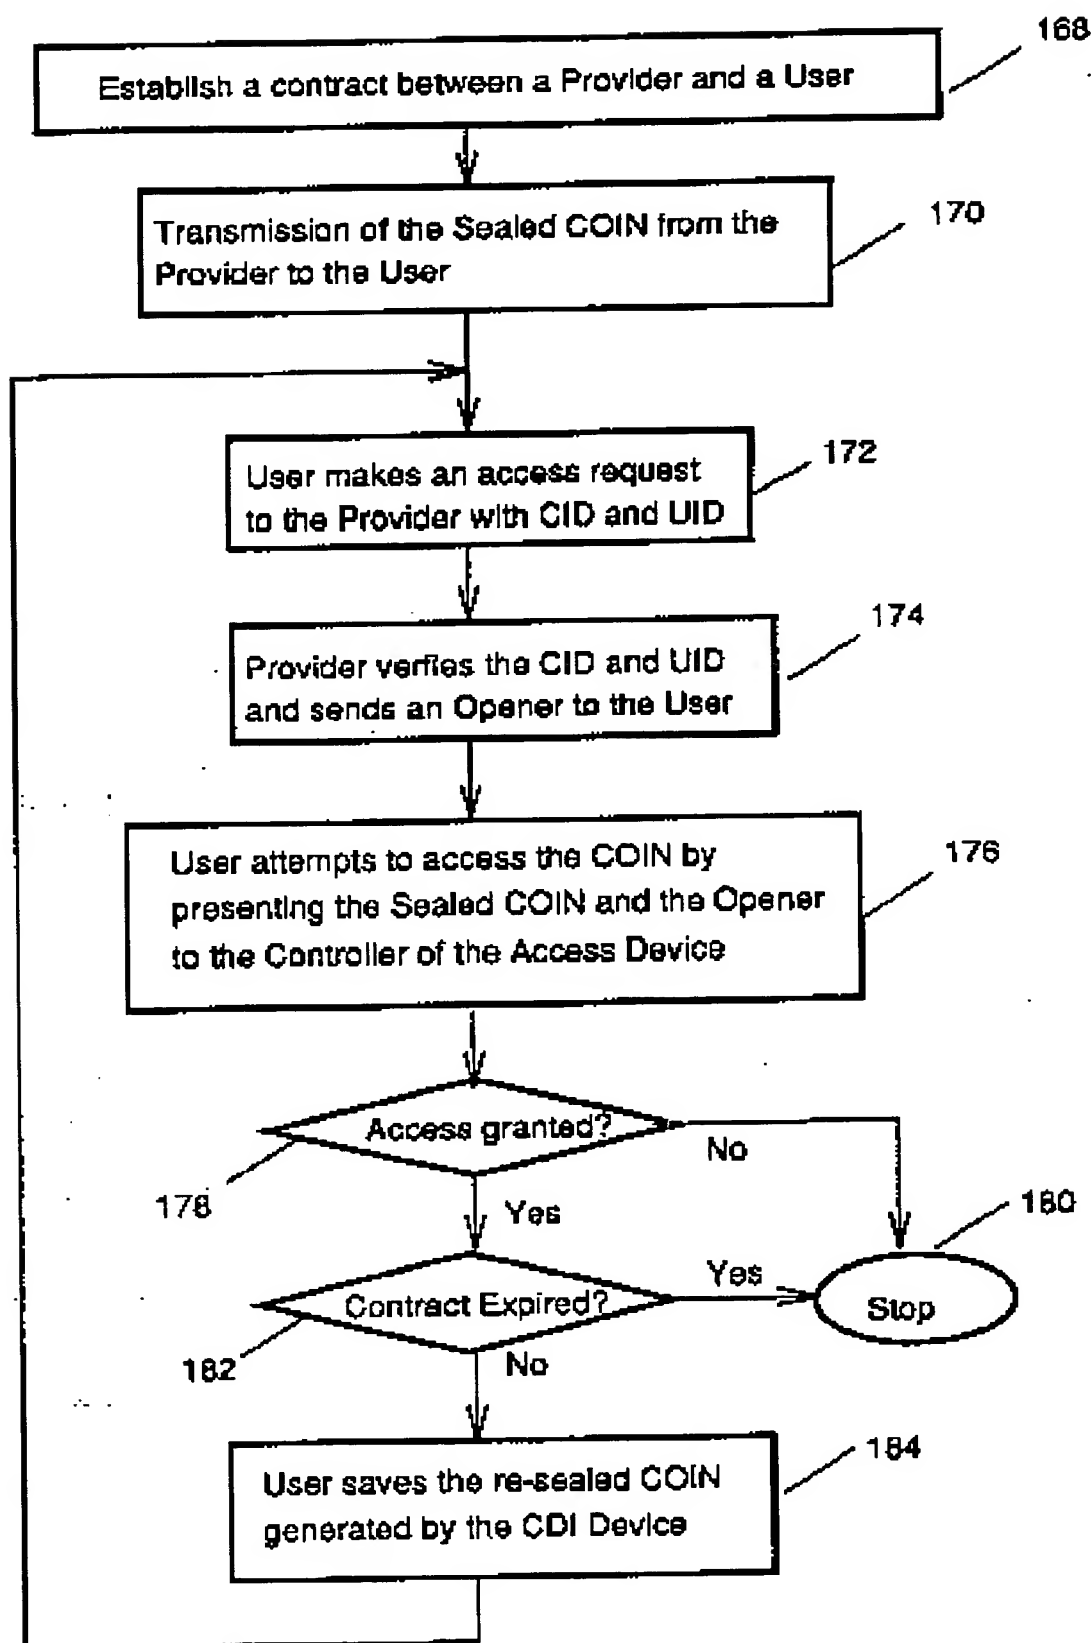 168
Establish a contract between a Provider and a User
170
Transmission of the Sealed COIN from the
Provider to the User
172
User makes an access request
to the Provider with CID and UID
174
Provider verfies the CID and UID
and sends an Opener to the User
176
User attempts to access the COIN by
presenting the Sealed COIN and the Opener
to the Controller of the Access Device
Access granted?
No
178
Yes
180
Yes
Contract Expired?
Stop
182
No
184
User saves the re-sealed COIN
generated by the CDI Device